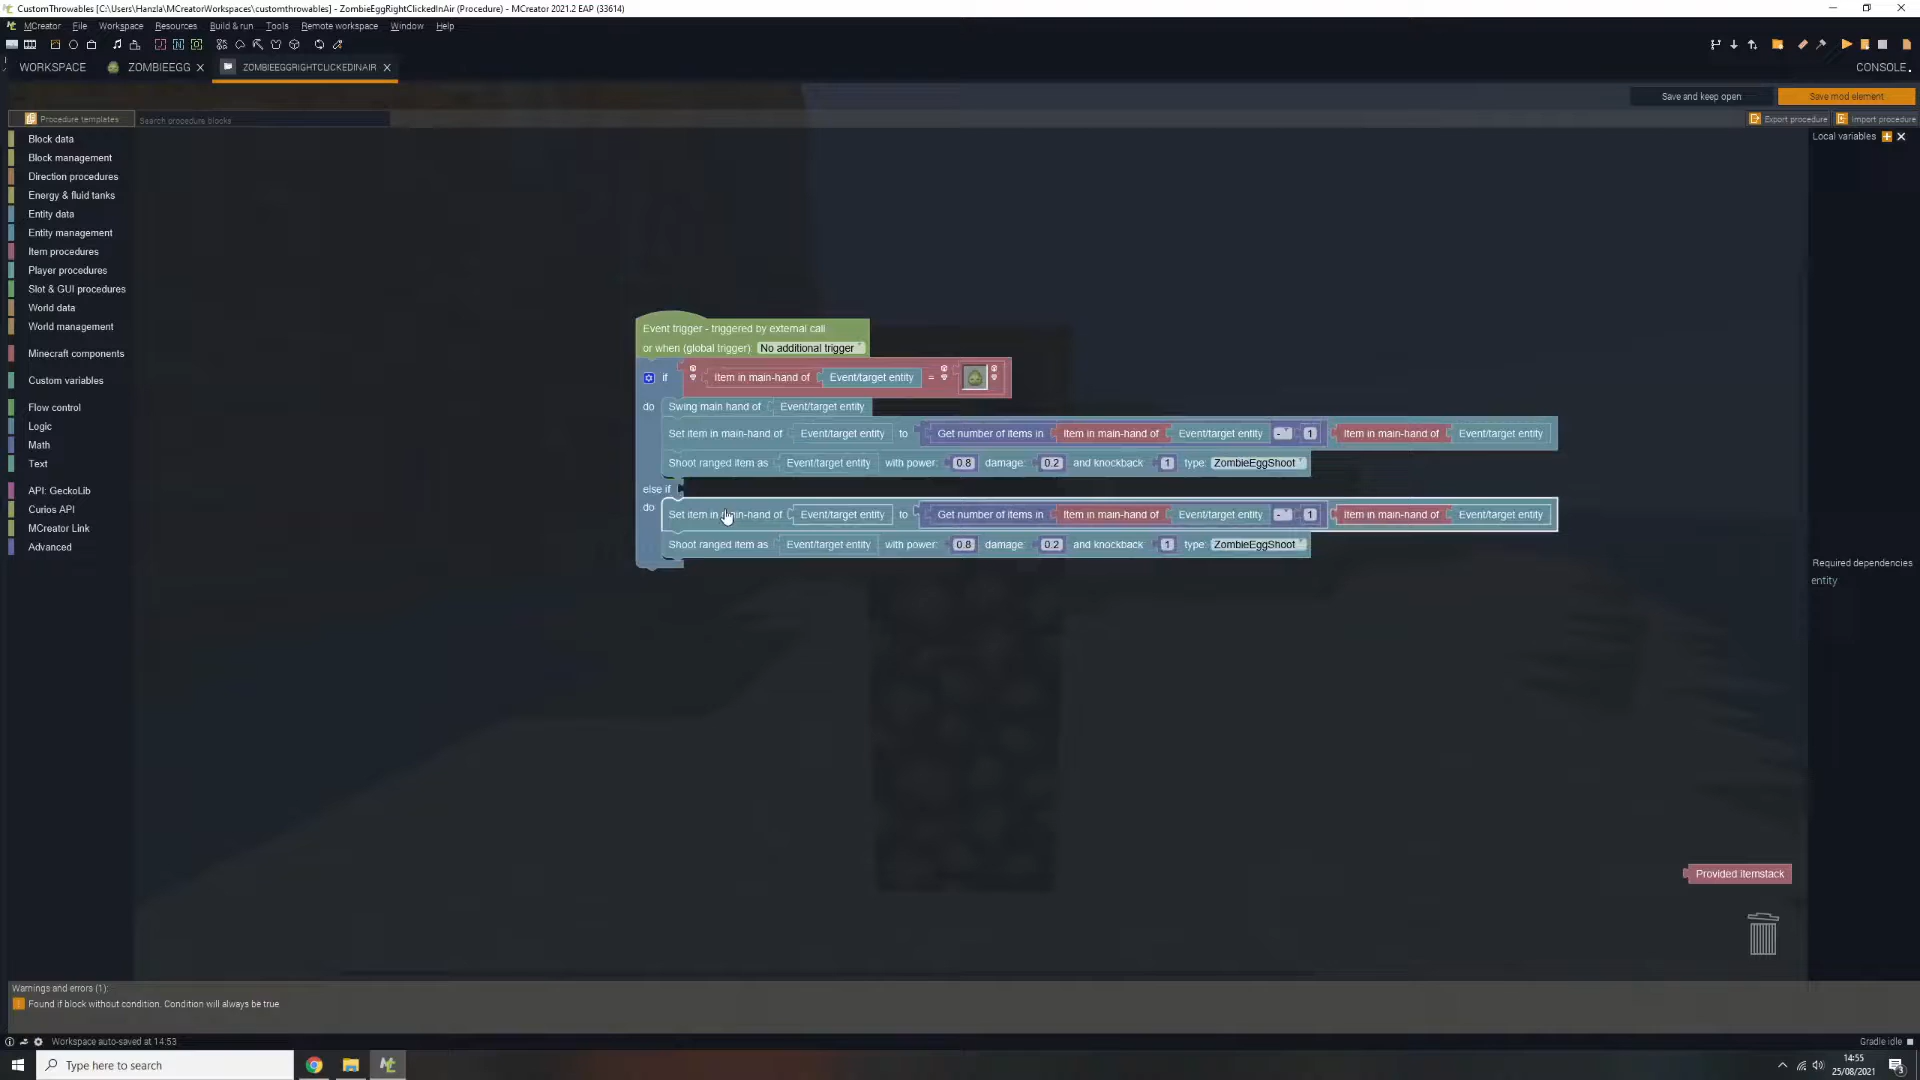 CustomThrowables [C:\Users\Hanzla\MCreatorWorkspaces\customthrowables] - ZombieEggRightClickedInAir (Procedure) - MCreator 2021.2 EAP (33614)
MCreator File Workspace Resources Build & run Tools Remote workspace Window Help
WORKSPACE ZOMBIEEGG ZOMBIEEGGRIGHTCLICKEDINAIR CONSOLE
Save and keep open Save mod element
Procedure templates Search procedure blocks Export procedure Import procedure
Local variables
Block data
Block management
Direction procedures
Energy & fluid tanks
Entity data
Entity management
Item procedures
Player procedures
Slot & GUI procedures
World data
World management
Minecraft components
Custom variables
Flow control
Logic
Math
Text
API: GeckoLib
Curios API
MCreator Link
Advanced
Event trigger - triggered by external call
or when (global trigger): No additional trigger
if Item in main-hand of Event/target entity =
do Swing main hand of Event/target entity
Set item in main-hand of Event/target entity to Get number of items in Item in main-hand of Event/target entity - 1 Item in main-hand of Event/target entity
Shoot ranged item as Event/target entity with power: 0.8 damage: 0.2 and knockback 1 type: ZombieEggShoot
else if
do Set item in main-hand of Event/target entity to Get number of items in Item in main-hand of Event/target entity - 1 Item in main-hand of Event/target entity
Shoot ranged item as Event/target entity with power: 0.8 damage: 0.2 and knockback 1 type: ZombieEggShoot
Required dependencies
entity
Provided itemstack
Warnings and errors (1):
Found if block without condition. Condition will always be true
Workspace auto-saved at 14:53 Gradle idle
Type here to search
14:55
25/08/2021
3